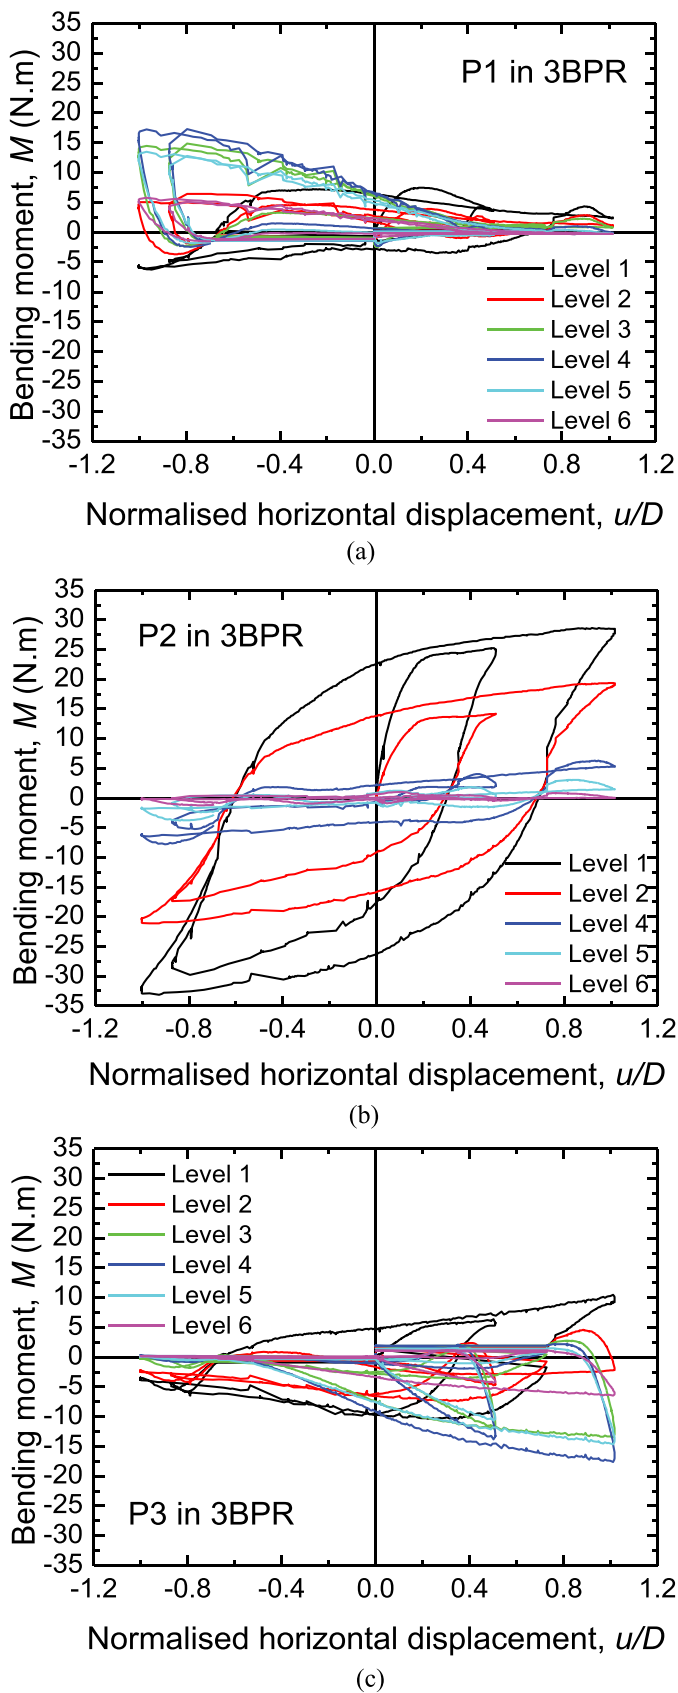 35
30
25
20
15
10
5
0
-5
-10
-15
-20
-25
-30
-35
Bending moment, M (N.m)
P1 in 3BPR
Level 1
Level 2
Level 3
Level 4
Level 5
Level 6
-1.2 -0.8 -0.4 0.0 0.4 0.8 1.2
Normalised horizontal displacement, u/D
(a)
35
30
25
20
15
10
5
0
-5
-10
-15
-20
-25
-30
-35
Bending moment, M (N.m)
P2 in 3BPR
Level 1
Level 2
Level 4
Level 5
Level 6
-1.2 -0.8 -0.4 0.0 0.4 0.8 1.2
Normalised horizontal displacement, u/D
(b)
35
30
25
20
15
10
5
0
-5
-10
-15
-20
-25
-30
-35
Bending moment, M (N.m)
Level 1
Level 2
Level 3
Level 4
Level 5
Level 6
P3 in 3BPR
-1.2 -0.8 -0.4 0.0 0.4 0.8 1.2
Normalised horizontal displacement, u/D
(c)